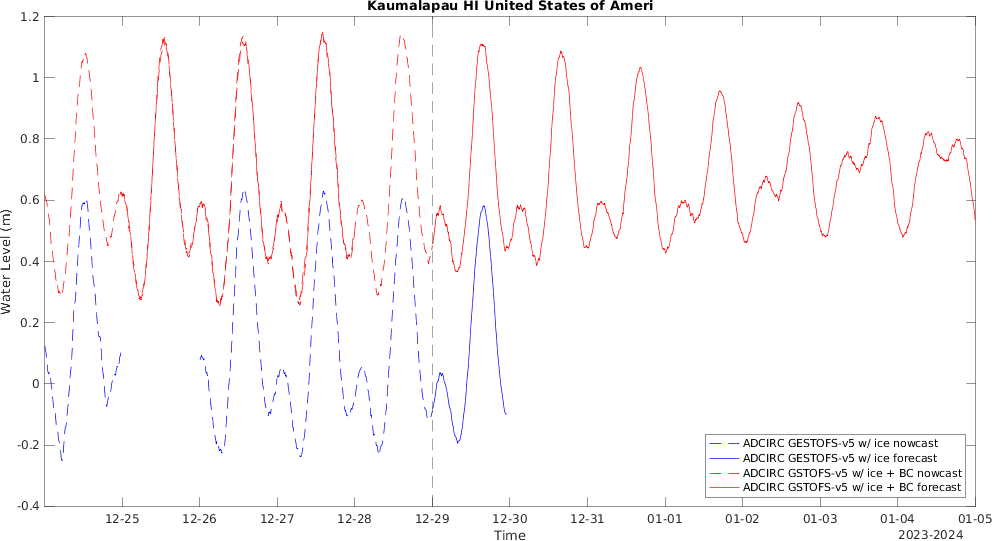 Kaumalapau HI United States of Ameri
Water Level (m)
1.2
1
0.8
0.6
0.4
0.2
0
-0.2
-0.4
ADCIRC GESTOFS-v5 w/ ice nowcast
ADCIRC GESTOFS-v5 w/ ice forecast
ADCIRC GSTOFS-v5 w/ ice + BC nowcast
ADCIRC GSTOFS-v5 w/ ice + BC forecast
12-25 12-26 12-27 12-28 12-29 12-30 12-31 01-01 01-02 01-03 01-04 01-05
Time
2023-2024